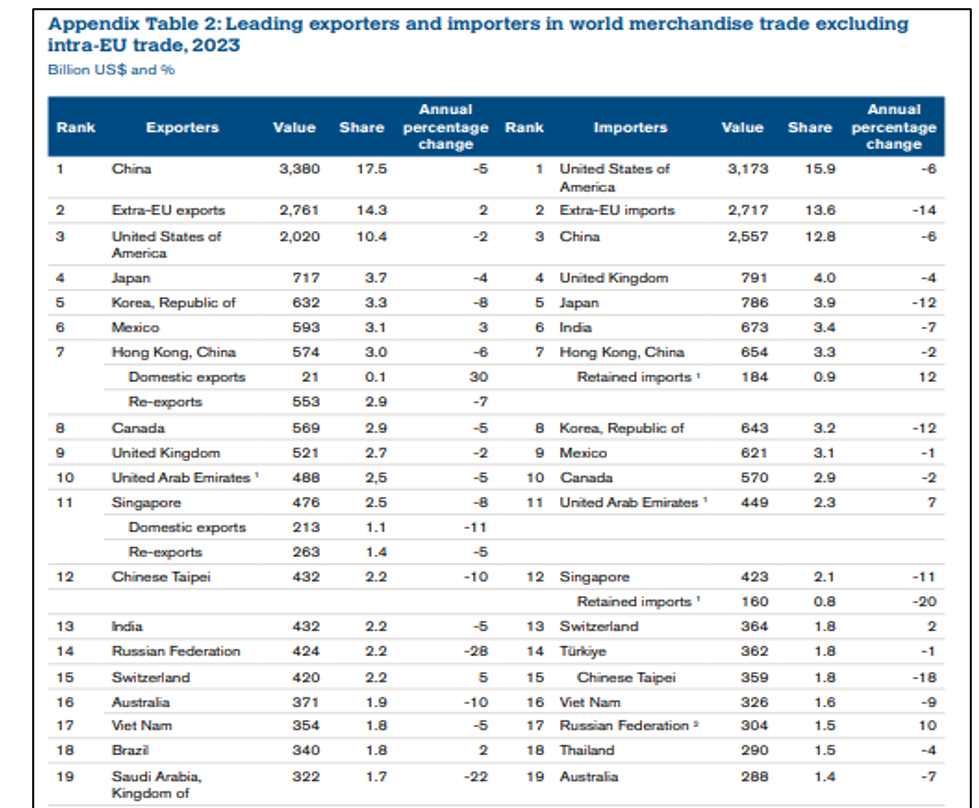 Appendix Table 2: Leading exporters and importers in world merchandise trade excluding
intra-EU trade, 2023
Billion US$ and %
Rank Exporters Value Share Annual percentage change Rank Importers Value Share Annual percentage change
1 China 3,380 17.5 -5 1 United States of America 3,173 15.9 -6
2 Extra-EU exports 2,761 14.3 2 2 Extra-EU imports 2,717 13.6 -14
3 United States of America 2,020 10.4 -2 3 China 2,557 12.8 -6
4 Japan 717 3.7 -4 4 United Kingdom 791 4.0 -4
5 Korea, Republic of 632 3.3 -8 5 Japan 786 3.9 -12
6 Mexico 593 3.1 3 6 India 673 3.4 -7
7 Hong Kong, China 574 3.0 -6 7 Hong Kong, China 654 3.3 -2
Domestic exports 21 0.1 30 Retained imports ¹ 184 0.9 12
Re-exports 553 2.9 -7
8 Canada 569 2.9 -5 8 Korea, Republic of 643 3.2 -12
9 United Kingdom 521 2.7 -2 9 Mexico 621 3.1 -1
10 United Arab Emirates ¹ 488 2,5 -5 10 Canada 570 2.9 -2
11 Singapore 476 2.5 -8 11 United Arab Emirates ¹ 449 2.3 7
Domestic exports 213 1.1 -11
Re-exports 263 1.4 -5
12 Chinese Taipei 432 2.2 -10 12 Singapore 423 2.1 -11
Retained imports ¹ 160 0.8 -20
13 India 432 2.2 -5 13 Switzerland 364 1.8 2
14 Russian Federation 424 2.2 -28 14 Türkiye 362 1.8 -1
15 Switzerland 420 2.2 5 15 Chinese Taipei 359 1.8 -18
16 Australia 371 1.9 -10 16 Viet Nam 326 1.6 -9
17 Viet Nam 354 1.8 -5 17 Russian Federation ² 304 1.5 10
18 Brazil 340 1.8 2 18 Thailand 290 1.5 -4
19 Saudi Arabia, Kingdom of 322 1.7 -22 19 Australia 288 1.4 -7